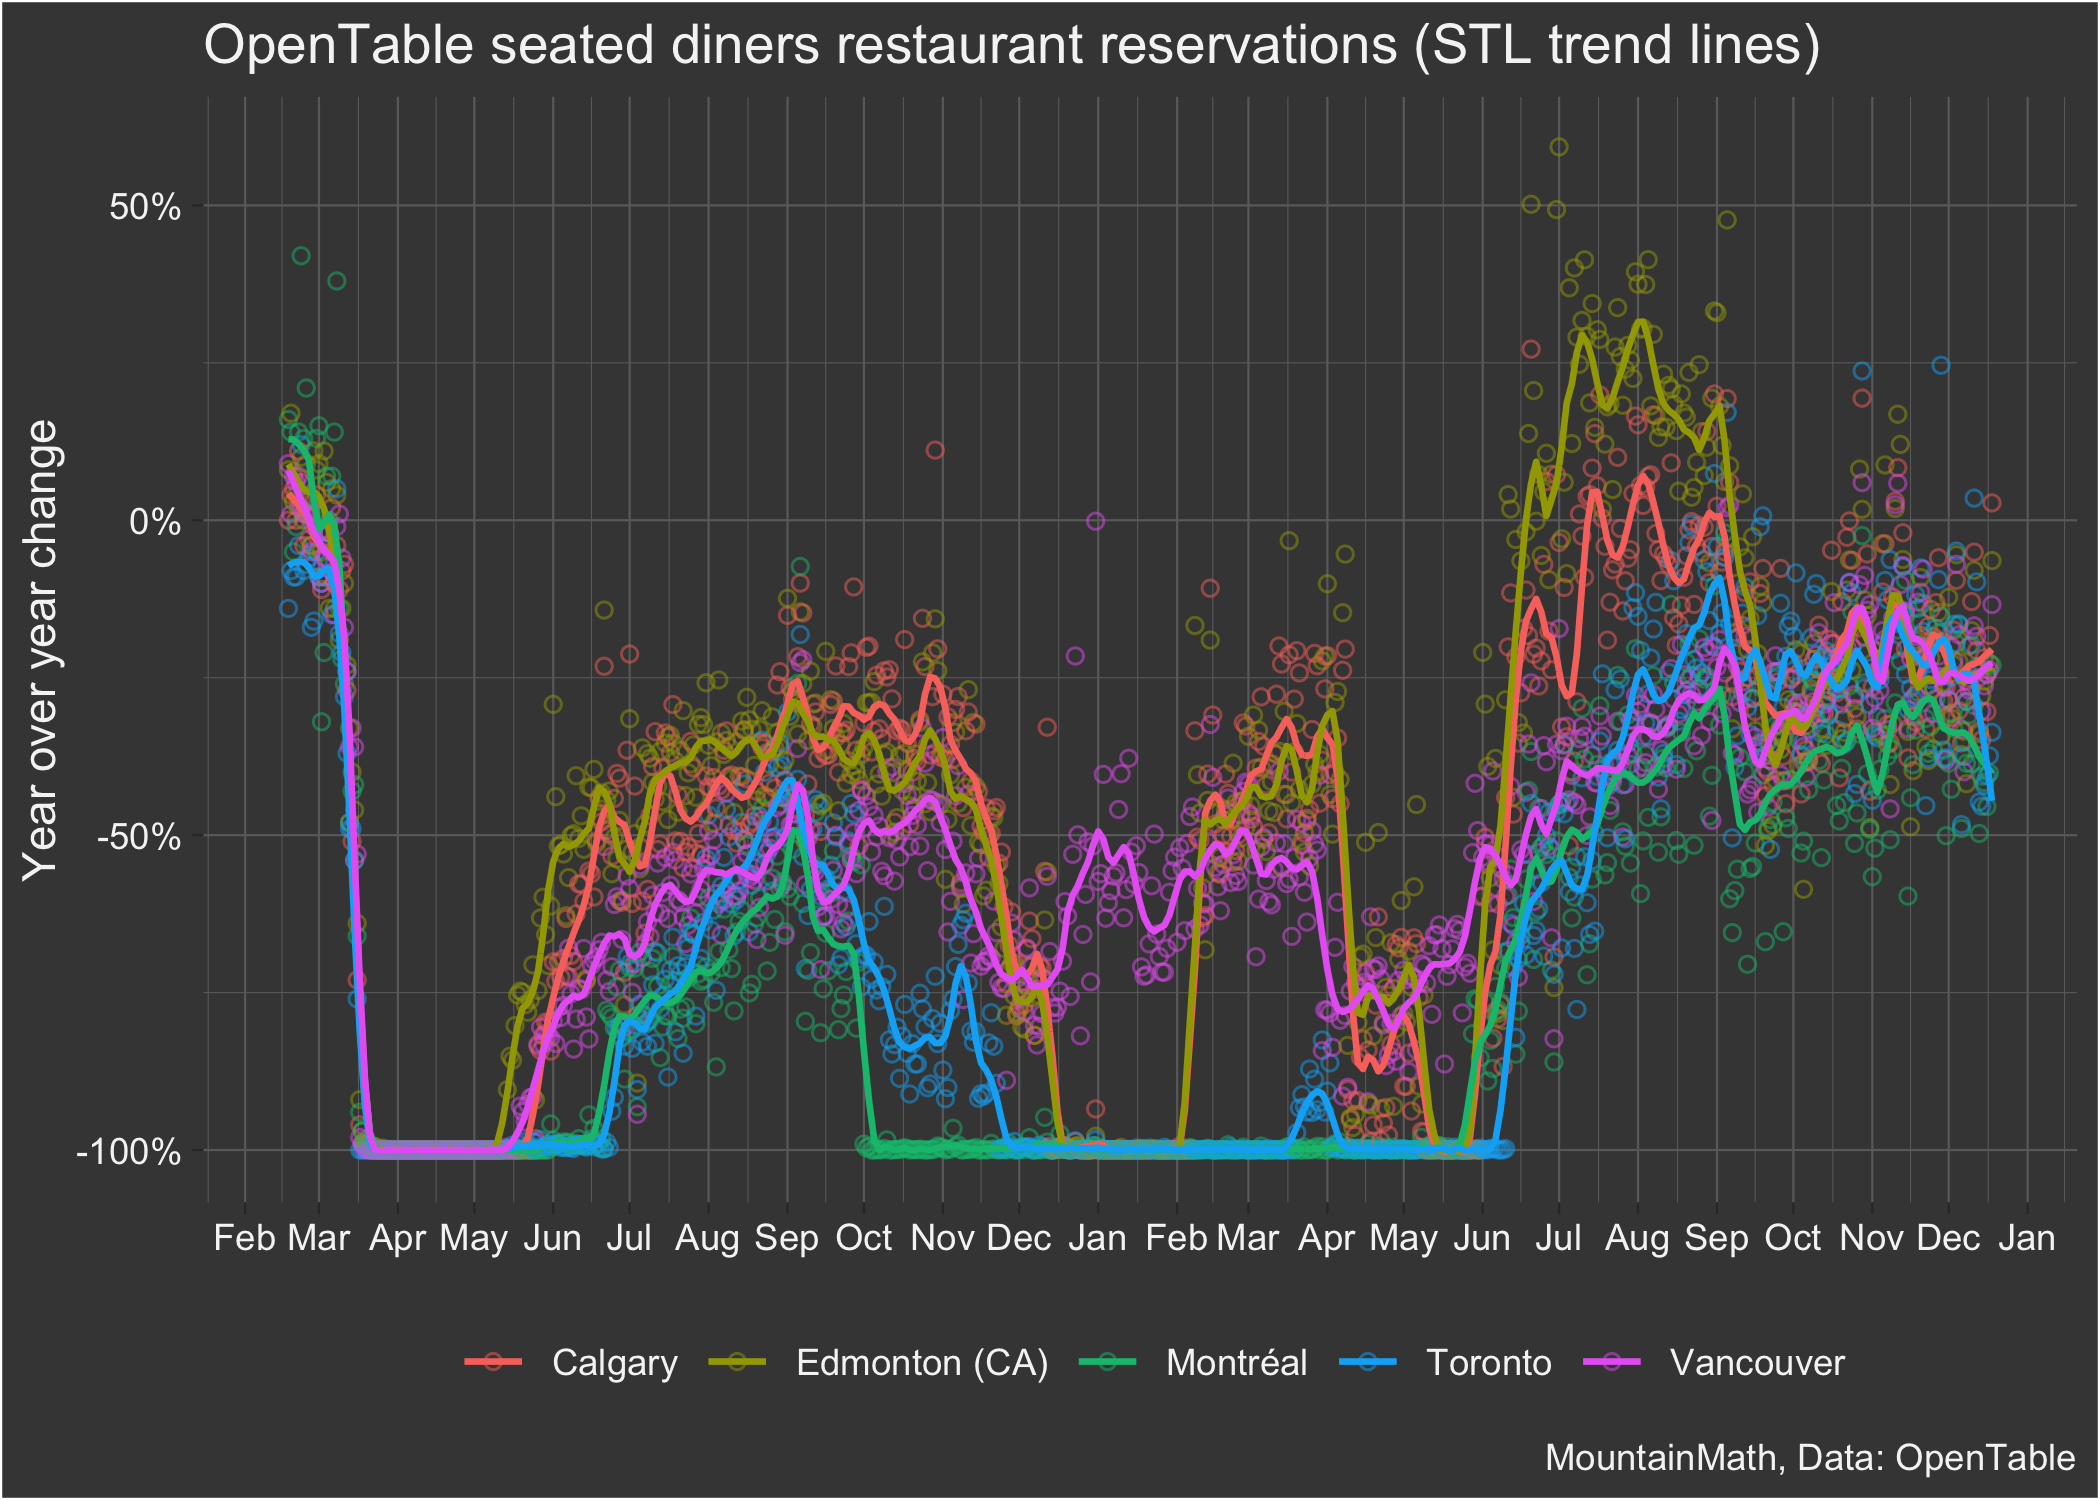 OpenTable seated diners restaurant reservations (STL trend lines)
Year over year change
50%
0%
-50%
-100%
Feb Mar Apr May Jun Jul Aug Sep Oct Nov Dec Jan Feb Mar Apr May Jun Jul Aug Sep Oct Nov Dec Jan
Calgary Edmonton (CA) Montréal Toronto Vancouver
MountainMath, Data: OpenTable